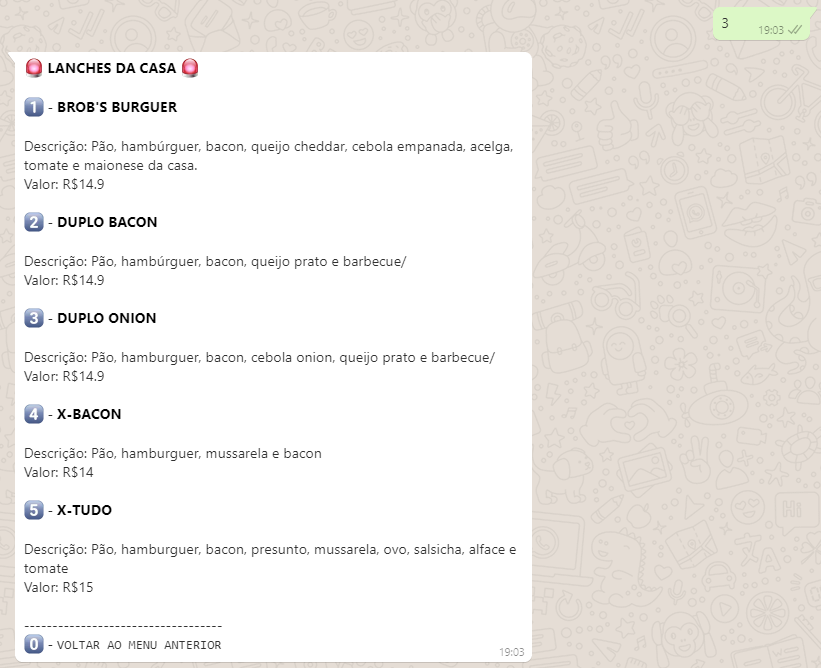 3
19:03
🚨 LANCHES DA CASA 🚨
1️⃣ - BROB'S BURGUER
Descrição: Pão, hambúrguer, bacon, queijo cheddar, cebola empanada, acelga,
tomate e maionese da casa.
Valor: R$14.9
2️⃣ - DUPLO BACON
Descrição: Pão, hambúrguer, bacon, queijo prato e barbecue/
Valor: R$14.9
3️⃣ - DUPLO ONION
Descrição: Pão, hamburguer, bacon, cebola onion, queijo prato e barbecue/
Valor: R$14.9
4️⃣ - X-BACON
Descrição: Pão, hamburguer, mussarela e bacon
Valor: R$14
5️⃣ - X-TUDO
Descrição: Pão, hamburguer, bacon, presunto, mussarela, ovo, salsicha, alface e
tomate
Valor: R$15
-----------------------------------
0️⃣ - VOLTAR AO MENU ANTERIOR
19:03